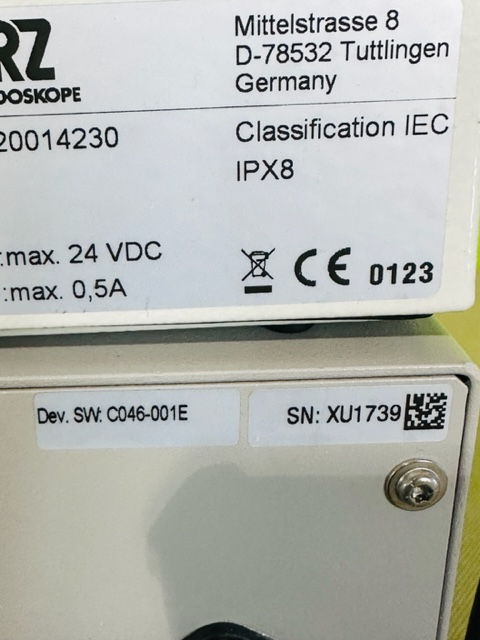 RZ
DOSKOPE
Mittelstrasse 8
D-78532 Tuttlingen
Germany
20014230
Classification IEC
IPX8
:max. 24 VDC
:max. 0,5A
CE 0123
Dev. SW: C046-001E
SN: XU1739